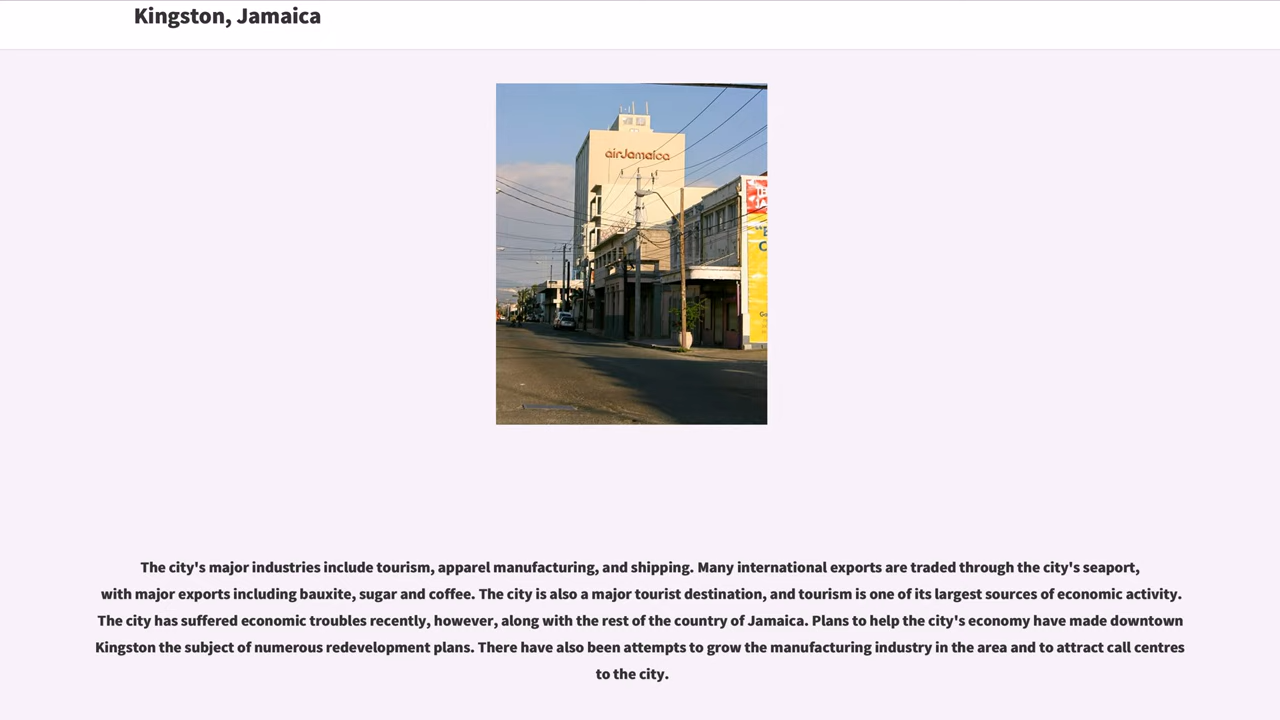 Kingston, Jamaica
airJamaica
The city's major industries include tourism, apparel manufacturing, and shipping. Many international exports are traded through the city's seaport,
with major exports including bauxite, sugar and coffee. The city is also a major tourist destination, and tourism is one of its largest sources of economic activity.
The city has suffered economic troubles recently, however, along with the rest of the country of Jamaica. Plans to help the city's economy have made downtown
Kingston the subject of numerous redevelopment plans. There have also been attempts to grow the manufacturing industry in the area and to attract call centres
to the city.